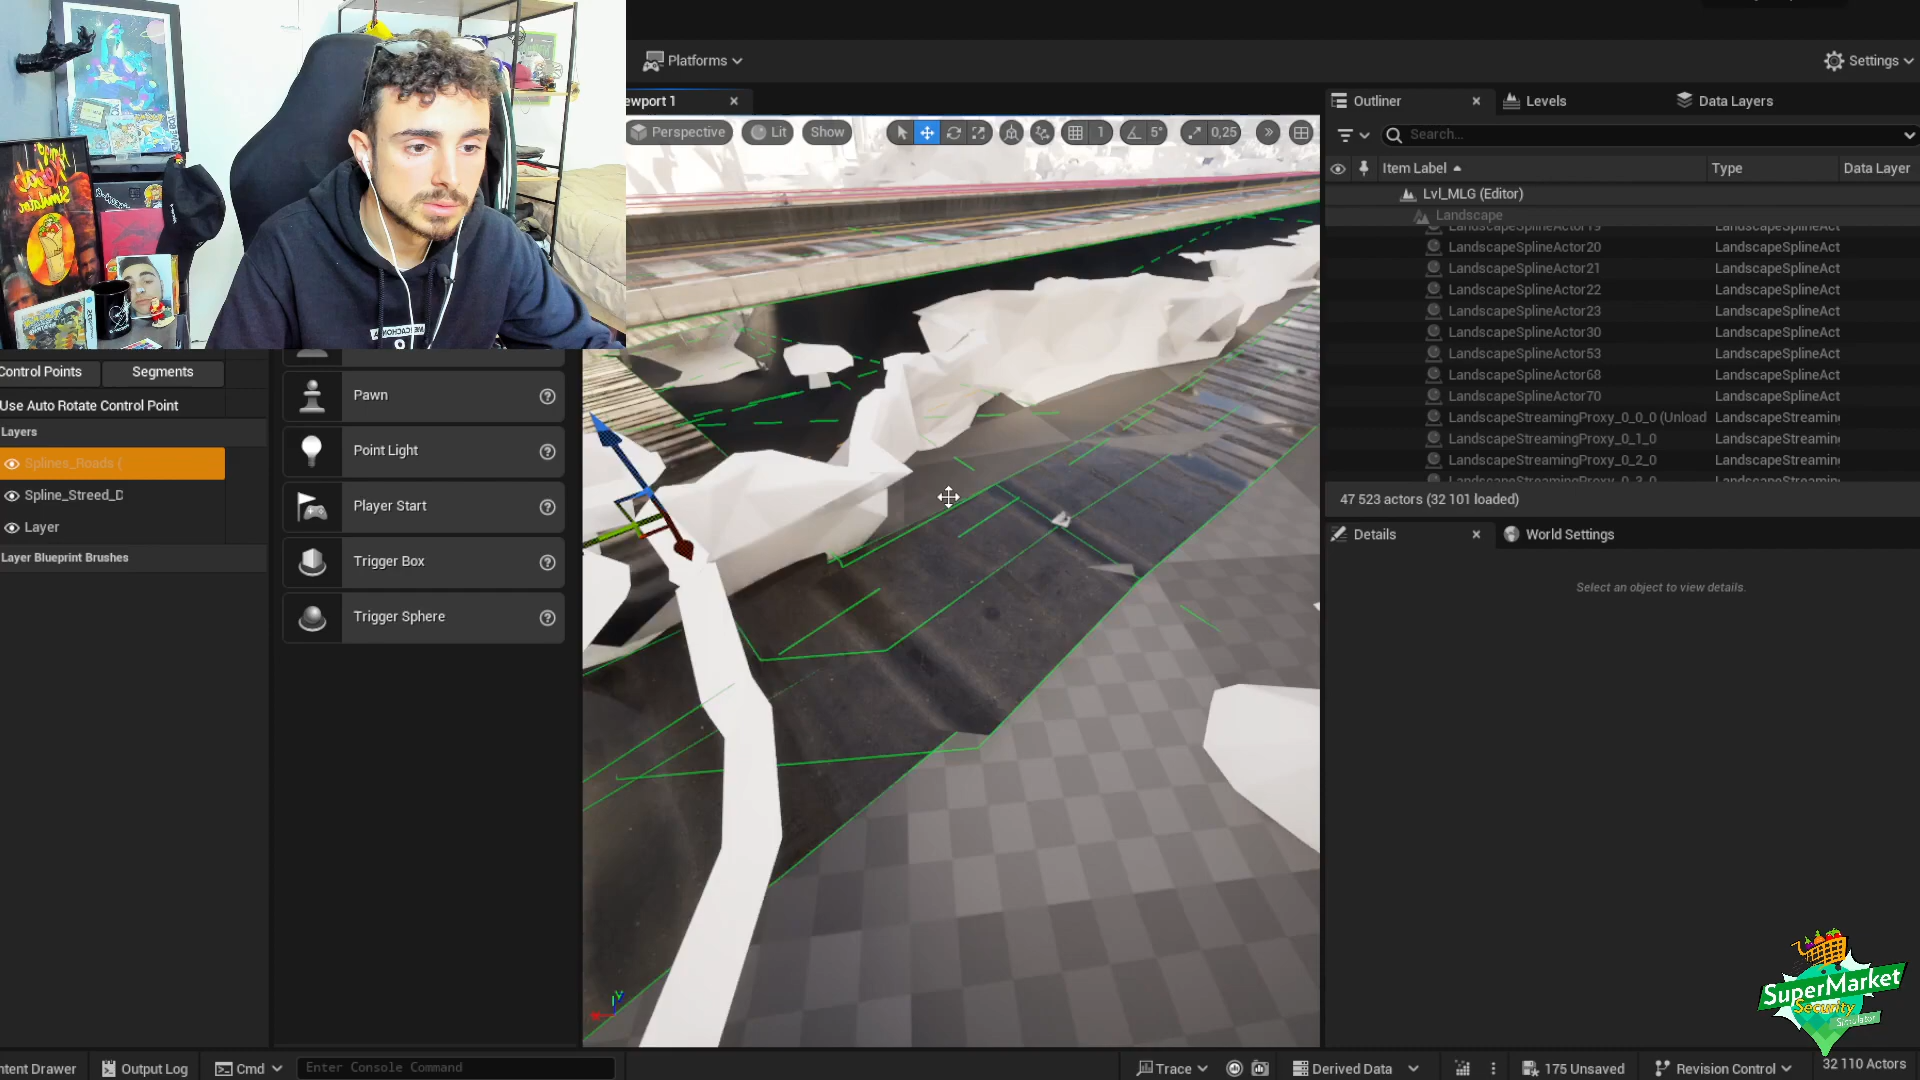 Platforms
Settings
ewport 1
Outliner
Levels
Data Layers
Perspective
Lit
Show
1
5°
0,25
Search...
Item Label
Type
Data Layer
Lvl_MLG (Editor)
Landscape
LandscapeSplineActor19
LandscapeSplineActor20
LandscapeSplineAct
LandscapeSplineActor21
LandscapeSplineAct
LandscapeSplineActor22
LandscapeSplineAct
LandscapeSplineActor23
LandscapeSplineAct
LandscapeSplineActor30
LandscapeSplineAct
LandscapeSplineActor53
LandscapeSplineAct
LandscapeSplineActor68
LandscapeSplineAct
LandscapeSplineActor70
LandscapeSplineAct
LandscapeStreamingProxy_0_0_0 (Unload
LandscapeStreaming
LandscapeStreamingProxy_0_1_0
LandscapeStreaming
LandscapeStreamingProxy_0_2_0
LandscapeStreaming
47 523 actors (32 101 loaded)
Details
World Settings
Select an object to view details.
Control Points
Segments
Use Auto Rotate Control Point
Layers
Splines_Roads (
Spline_Streed_D
Layer
Layer Blueprint Brushes
Pawn
Point Light
Player Start
Trigger Box
Trigger Sphere
SuperMarket
Security
Simulator
ntent Drawer
Output Log
Cmd
Enter Console Command
Trace
Derived Data
175 Unsaved
Revision Control
32 110 Actors